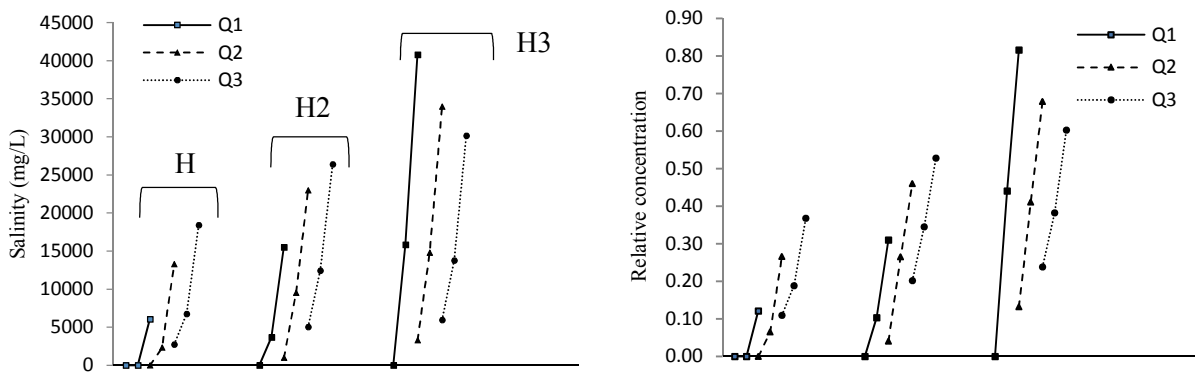 45000
40000
35000
30000
25000
20000
15000
10000
5000
0
Salinity (mg/L)
Q1
Q2
Q3
H
H2
H3
0.90
0.80
0.70
0.60
0.50
0.40
0.30
0.20
0.10
0.00
Relative concentration
Q1
Q2
Q3